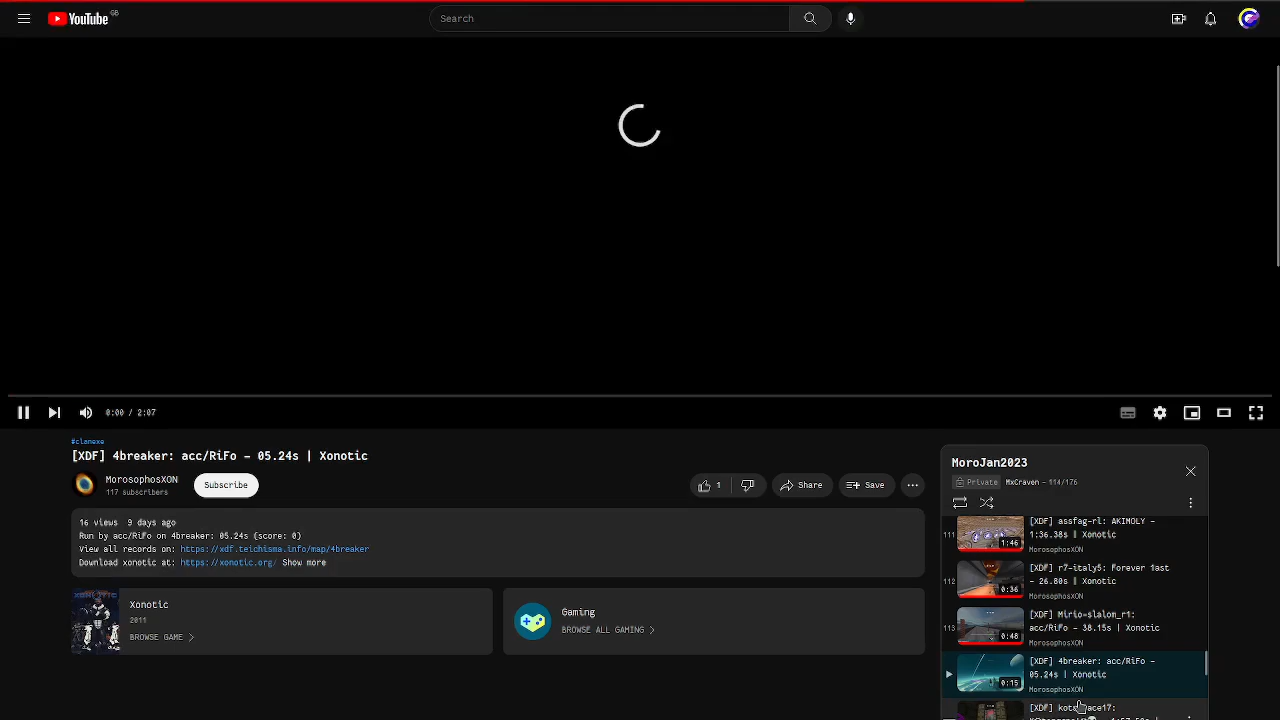 YouTube GB
Search
0:00 / 2:07
#clanexe
[XDF] 4breaker: acc/RiFo – 05.24s | Xonotic
MorosophosXON
117 subscribers
Subscribe
1
Share
Save
16 views 9 days ago
Run by acc/RiFo on 4breaker: 05.24s (score: 0)
View all records on: https://xdf.teichisma.info/map/4breaker
Download xonotic at: https://xonotic.org/ Show more
Xonotic
2011
BROWSE GAME
Gaming
BROWSE ALL GAMING
MoroJan2023
Private MxCraven – 114/176
111
1:46
[XDF] assfag-rl: AKIMOLY –
1:36.38s | Xonotic
MorosophosXON
112
0:36
[XDF] r7-italy5: Forever 1ast
– 26.80s | Xonotic
MorosophosXON
113
0:48
[XDF] Mirio-slalom_r1:
acc/RiFo – 38.15s | Xonotic
MorosophosXON
0:15
[XDF] 4breaker: acc/RiFo –
05.24s | Xonotic
MorosophosXON
[XDF]